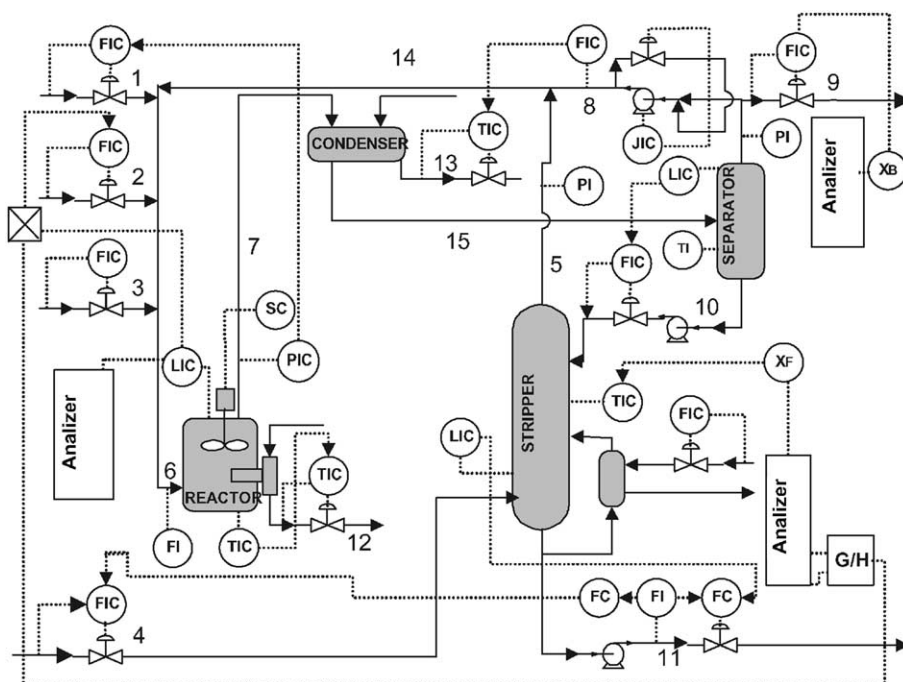 FIC
1
FIC
2
FIC
3
14
FIC
8
JIC
FIC
9
PI
XB
Analizer
CONDENSER
TIC
13
PI
LIC
SEPARATOR
TI
15
7
5
FIC
10
SC
PIC
LIC
Analizer
6
REACTOR
FI
TIC
TIC
12
STRIPPER
LIC
TIC
XF
FIC
Analizer
G/H
FIC
4
FC
FI
FC
11